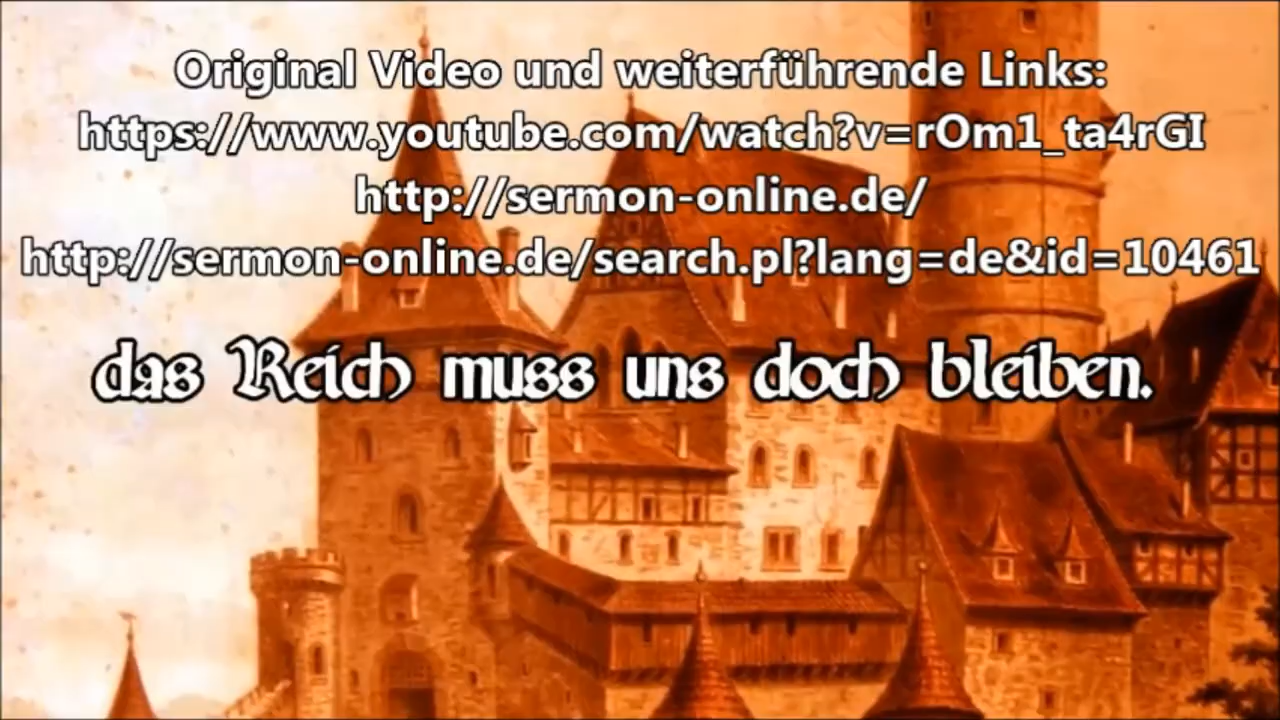 Original Video und weiterführende Links:
https://www.youtube.com/watch?v=rOm1_ta4rGI
http://sermon-online.de/
http://sermon-online.de/search.pl?lang=de&id=10461
das Reich muss uns doch bleiben.